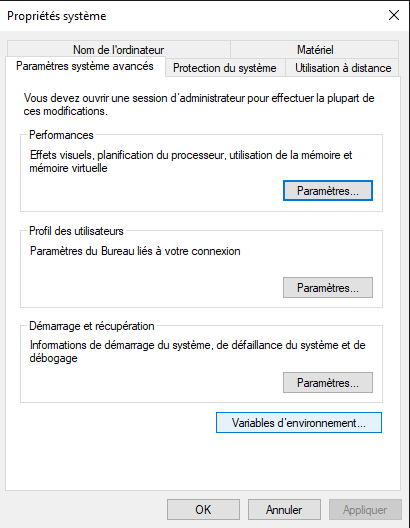 Propriétés système
Nom de l'ordinateur
Matériel
Paramètres système avancés
Protection du système
Utilisation à distance
Vous devez ouvrir une session d'administrateur pour effectuer la plupart de
ces modifications.
Performances
Effets visuels, planification du processeur, utilisation de la mémoire et
mémoire virtuelle
Paramètres...
Profil des utilisateurs
Paramètres du Bureau liés à votre connexion
Paramètres...
Démarrage et récupération
Informations de démarrage du système, de défaillance du système et de
débogage
Paramètres...
Variables d'environnement...
OK
Annuler
Appliquer